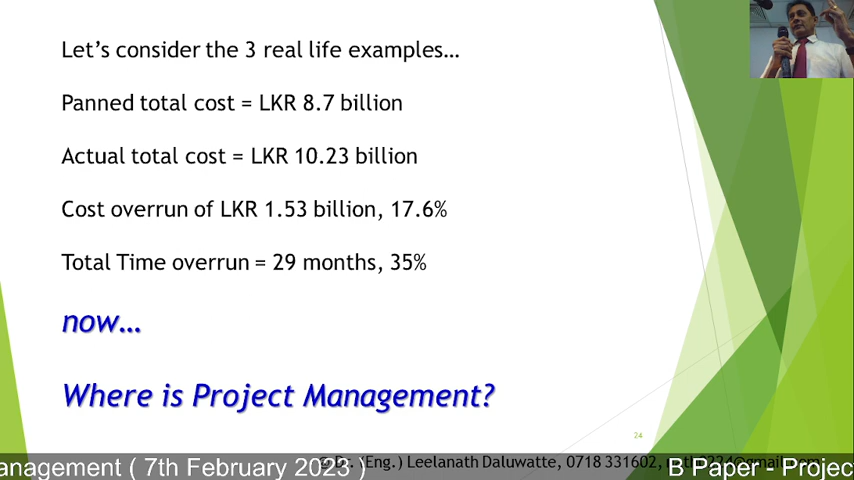 Let's consider the 3 real life examples…
Panned total cost = LKR 8.7 billion
Actual total cost = LKR 10.23 billion
Cost overrun of LKR 1.53 billion, 17.6%
Total Time overrun = 29 months, 35%
now…
Where is Project Management?
24
(Eng.) Leelanath Daluwatte, 0718 331602,
anagement ( 7th February 2023 ) B Paper - Projec